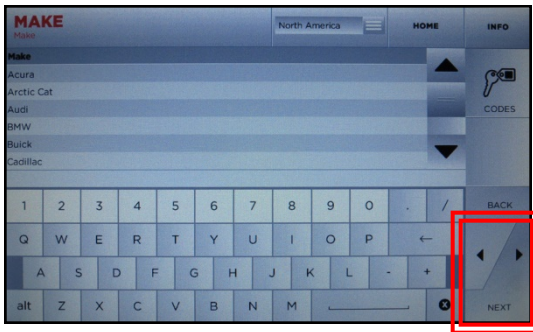 MAKE
Make
North America
HOME
INFO
Make
Acura
Arctic Cat
Audi
BMW
Buick
Cadillac
CODES
1 2 3 4 5 6 7 8 9 0 . /
Q W E R T Y U I O P ←
A S D F G H J K L - +
alt Z X C V B N M
BACK
NEXT